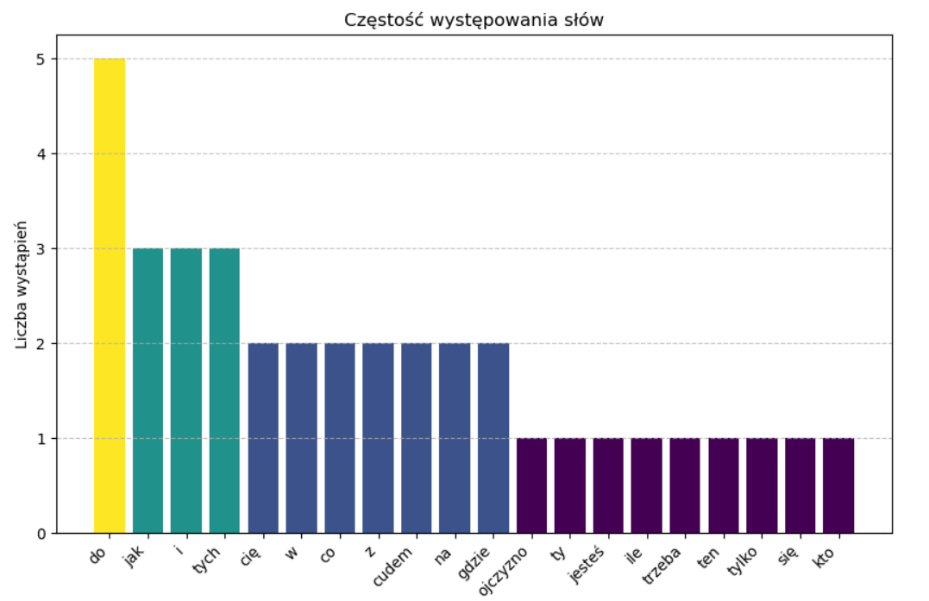 Częstość występowania słów
Liczba wystąpień
5
4
3
2
1
0
do jak i tych cię w co z cudem na gdzie ojczyzno ty jesteś ile trzeba ten tylko się kto